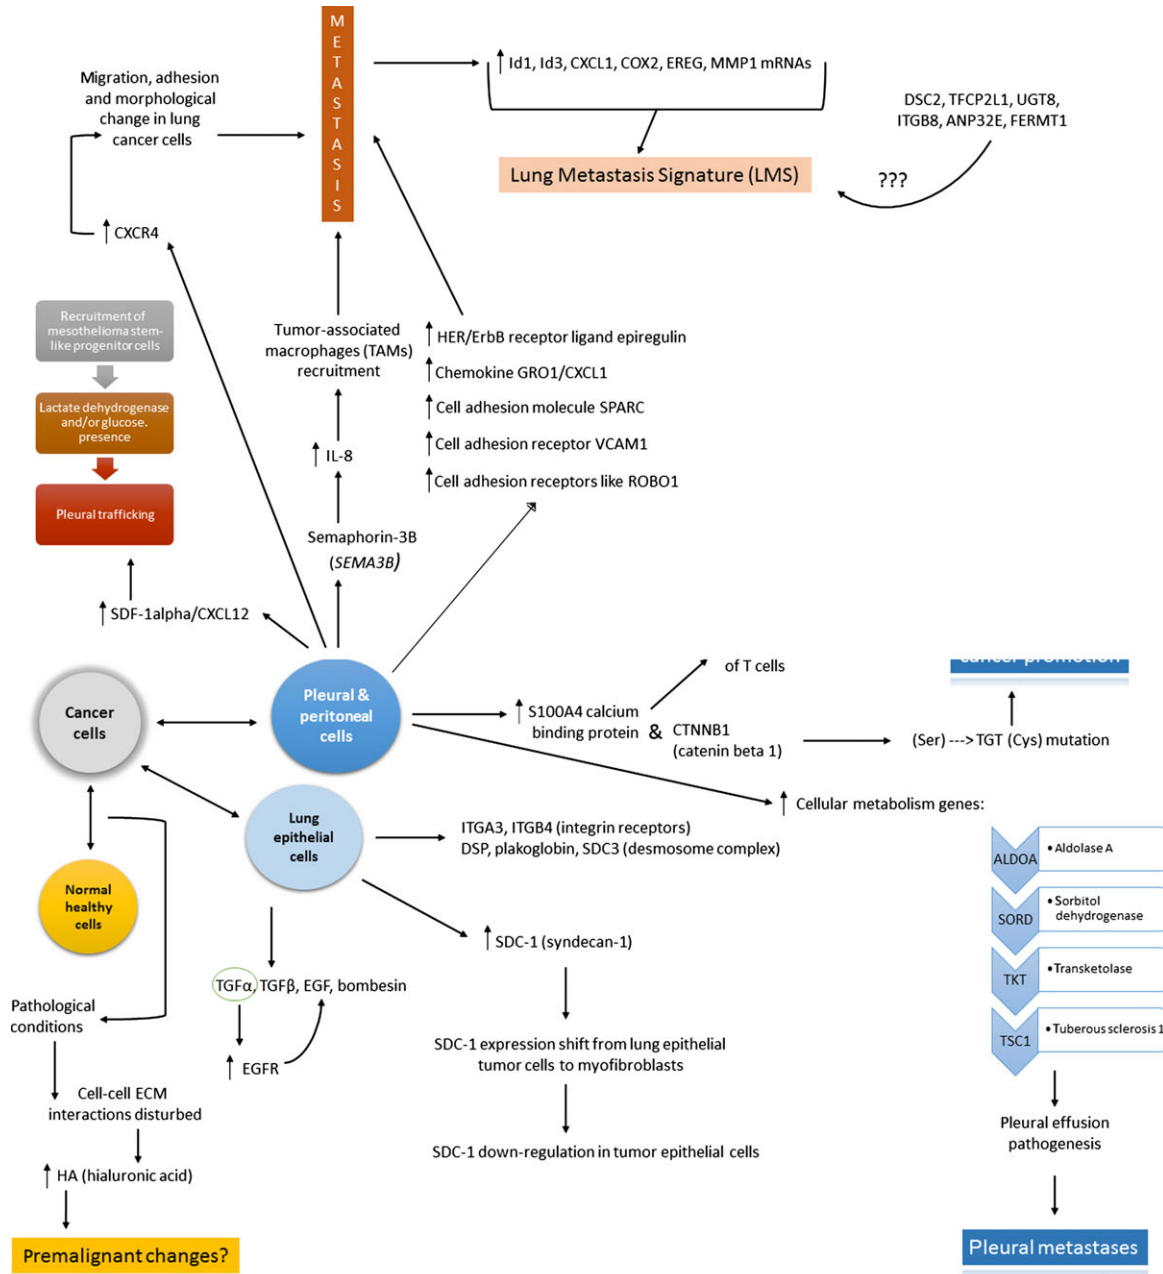 M
E
T
A
S
T
A
S
I
S
Migration, adhesion
and morphological
change in lung
cancer cells
Id1, Id3, CXCL1, COX2, EREG, MMP1 mRNAs
DSC2, TFCP2L1, UGT8,
ITGB8, ANP32E, FERMT1
Lung Metastasis Signature (LMS)
???
CXCR4
Recruitment of
mesothelioma stem-
like progenitor cells
Lactate dehydrogenase
and/or glucose.
presence
Pleural trafficking
SDF-1alpha/CXCL12
Tumor-associated
macrophages (TAMs)
recruitment
IL-8
Semaphorin-3B
(SEMA3B)
HER/ErbB receptor ligand epiregulin
Chemokine GRO1/CXCL1
Cell adhesion molecule SPARC
Cell adhesion receptor VCAM1
Cell adhesion receptors like ROBO1
Cancer
cells
Pleural &
peritoneal
cells
of T cells
cancer promotion
S100A4 calcium
binding protein
&
CTNNB1
(catenin beta 1)
(Ser) ---> TGT (Cys) mutation
Cellular metabolism genes:
Lung
epithelial
cells
ITGA3, ITGB4 (integrin receptors)
DSP, plakoglobin, SDC3 (desmosome complex)
ALDOA
• Aldolase A
SORD
• Sorbitol
dehydrogenase
TKT
• Transketolase
TSC1
• Tuberous sclerosis 1
Normal
healthy
cells
SDC-1 (syndecan-1)
TGFα, TGFβ, EGF, bombesin
EGFR
Pathological
conditions
SDC-1 expression shift from lung epithelial
tumor cells to myofibroblasts
Cell-cell ECM
interactions disturbed
SDC-1 down-regulation in tumor epithelial cells
Pleural effusion
pathogenesis
HA (hialuronic acid)
Premalignant changes?
Pleural metastases